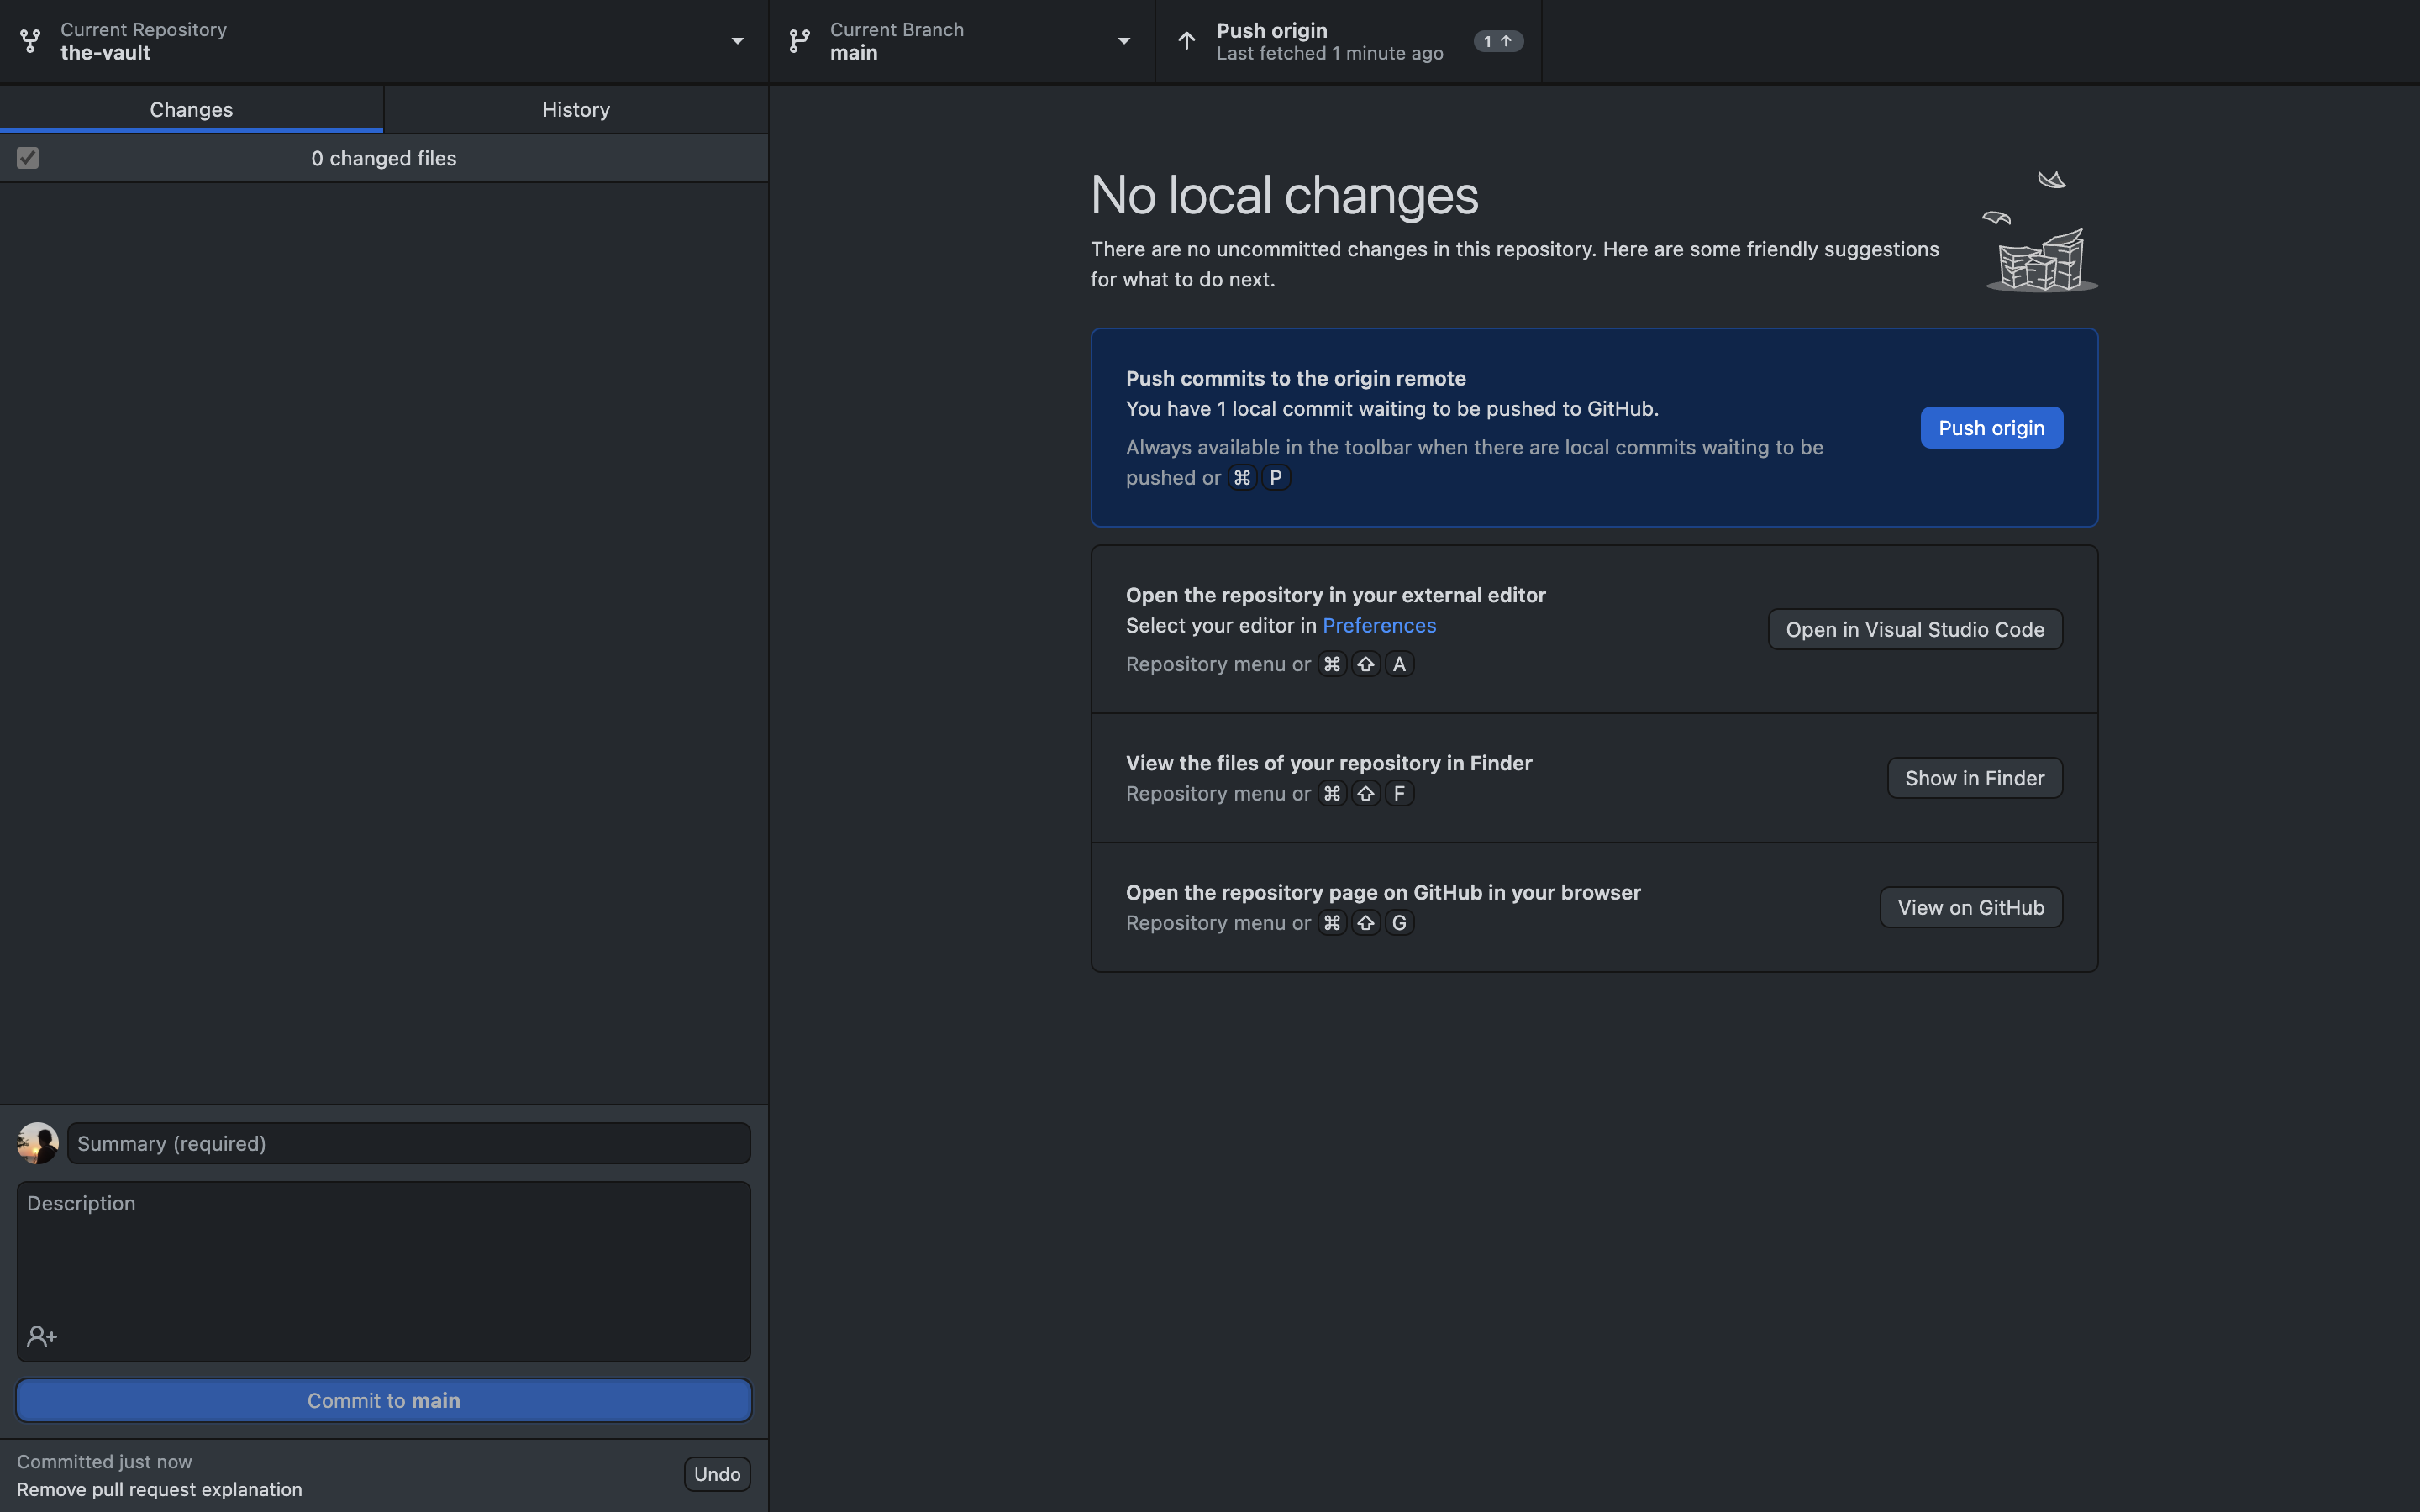 Current Repository
the-vault
Current Branch
main
Push origin
Last fetched 1 minute ago
1 ↑
Changes
History
0 changed files
No local changes
There are no uncommitted changes in this repository. Here are some friendly suggestions
for what to do next.
Push commits to the origin remote
You have 1 local commit waiting to be pushed to GitHub.
Always available in the toolbar when there are local commits waiting to be
pushed or ⌘ P
Push origin
Open the repository in your external editor
Select your editor in Preferences
Repository menu or ⌘ ⇧ A
Open in Visual Studio Code
View the files of your repository in Finder
Repository menu or ⌘ ⇧ F
Show in Finder
Open the repository page on GitHub in your browser
Repository menu or ⌘ ⇧ G
View on GitHub
Summary (required)
Description
Commit to main
Committed just now
Remove pull request explanation
Undo